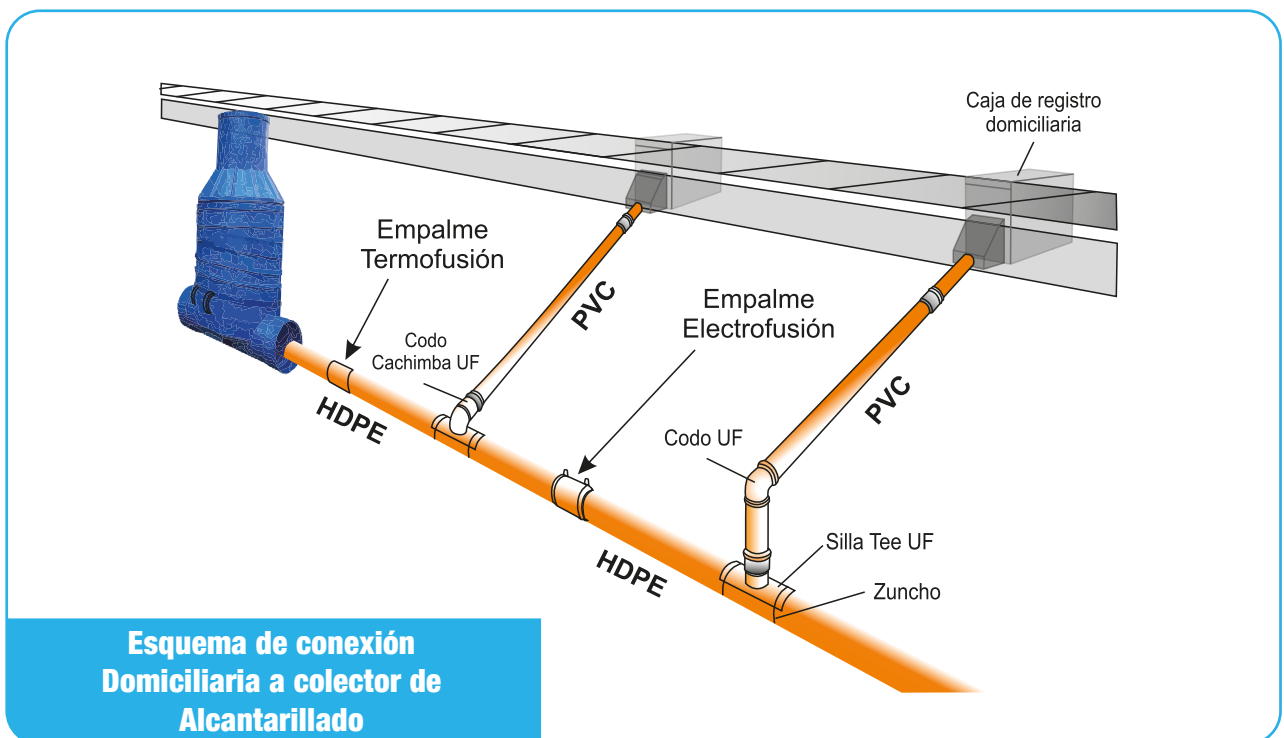 Caja de registro
domiciliaria
Empalme
Termofusión
PVC
Empalme
Electrofusión
Codo
Cachimba UF
HDPE
PVC
Codo UF
Silla Tee UF
HDPE
Zuncho
Esquema de conexión
Domiciliaria a colector de
Alcantarillado